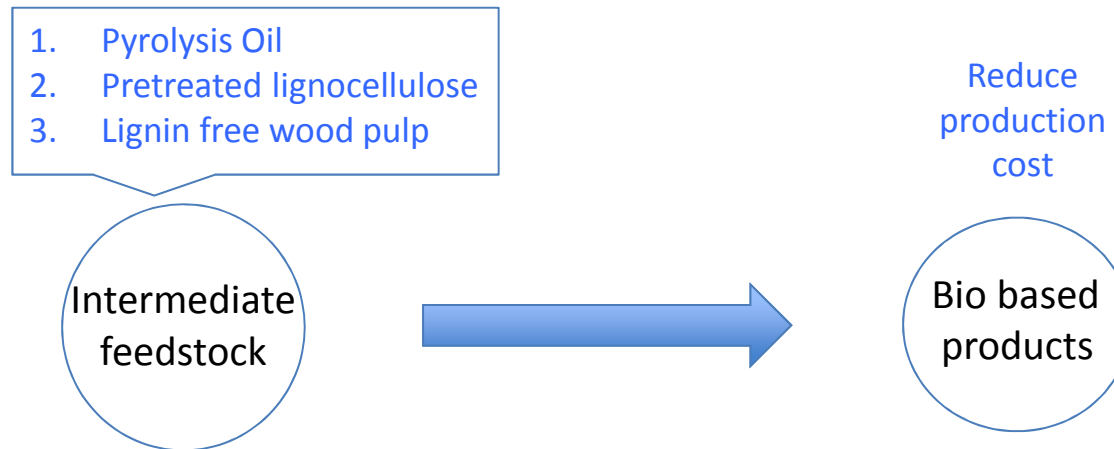 1. Pyrolysis Oil
2. Pretreated lignocellulose
3. Lignin free wood pulp
Reduce
production
cost
Intermediate
feedstock
Bio based
products